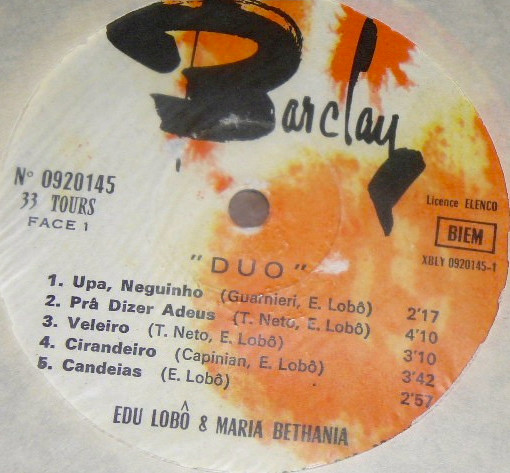 Barclay
N° 0920145
33 TOURS
FACE 1
Licence ELENCO
BIEM
XBLY 0920145-1
"DUO"
1. Upa, Neguinho (Guarnieri, E. Lobô) 2'17
2. Prâ Dizer Adeus (T. Neto, E. Lobô) 4'10
3. Veleiro (T. Neto, E. Lobô) 3'10
4. Cirandeiro (Capinian, E. Lobô) 3'42
5. Candeias (E. Lobô) 2'57
EDU LOBÔ & MARIA BETHANIA